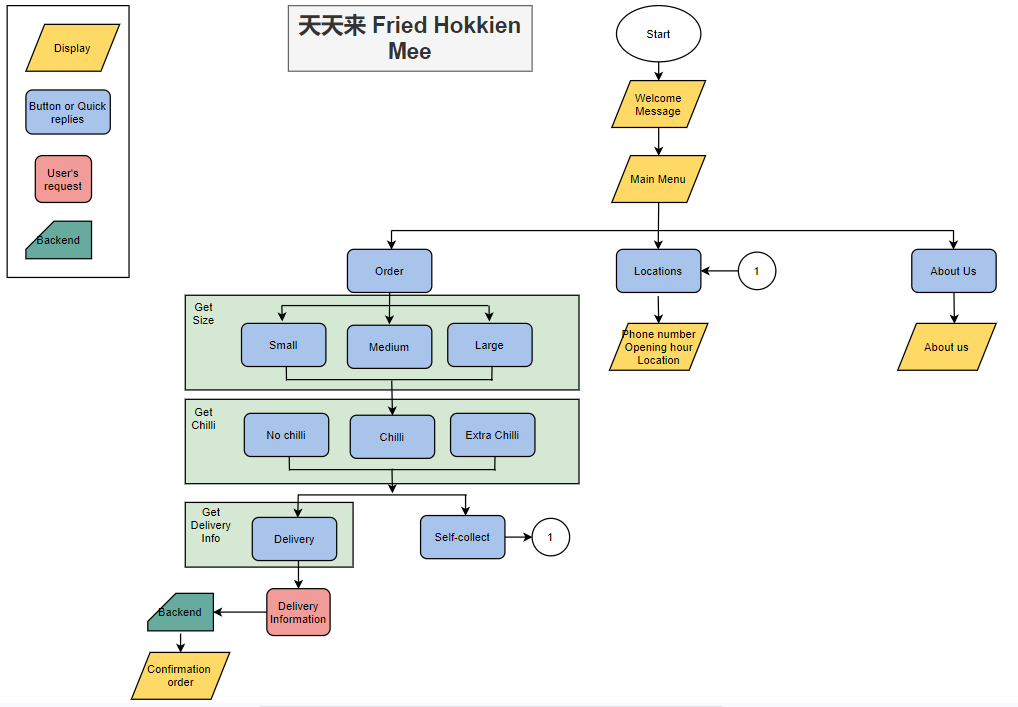 Display
Button or Quick
replies
User's
request
Backend
天天来 Fried Hokkien
Mee
Start
Welcome
Message
Main Menu
Order
Locations
1
About Us
Get
Size
Small
Medium
Large
Phone number
Opening hour
Location
About us
Get
Chilli
No chilli
Chilli
Extra Chilli
Get
Delivery
Info
Delivery
Self-collect
1
Delivery
Information
Backend
Confirmation
order